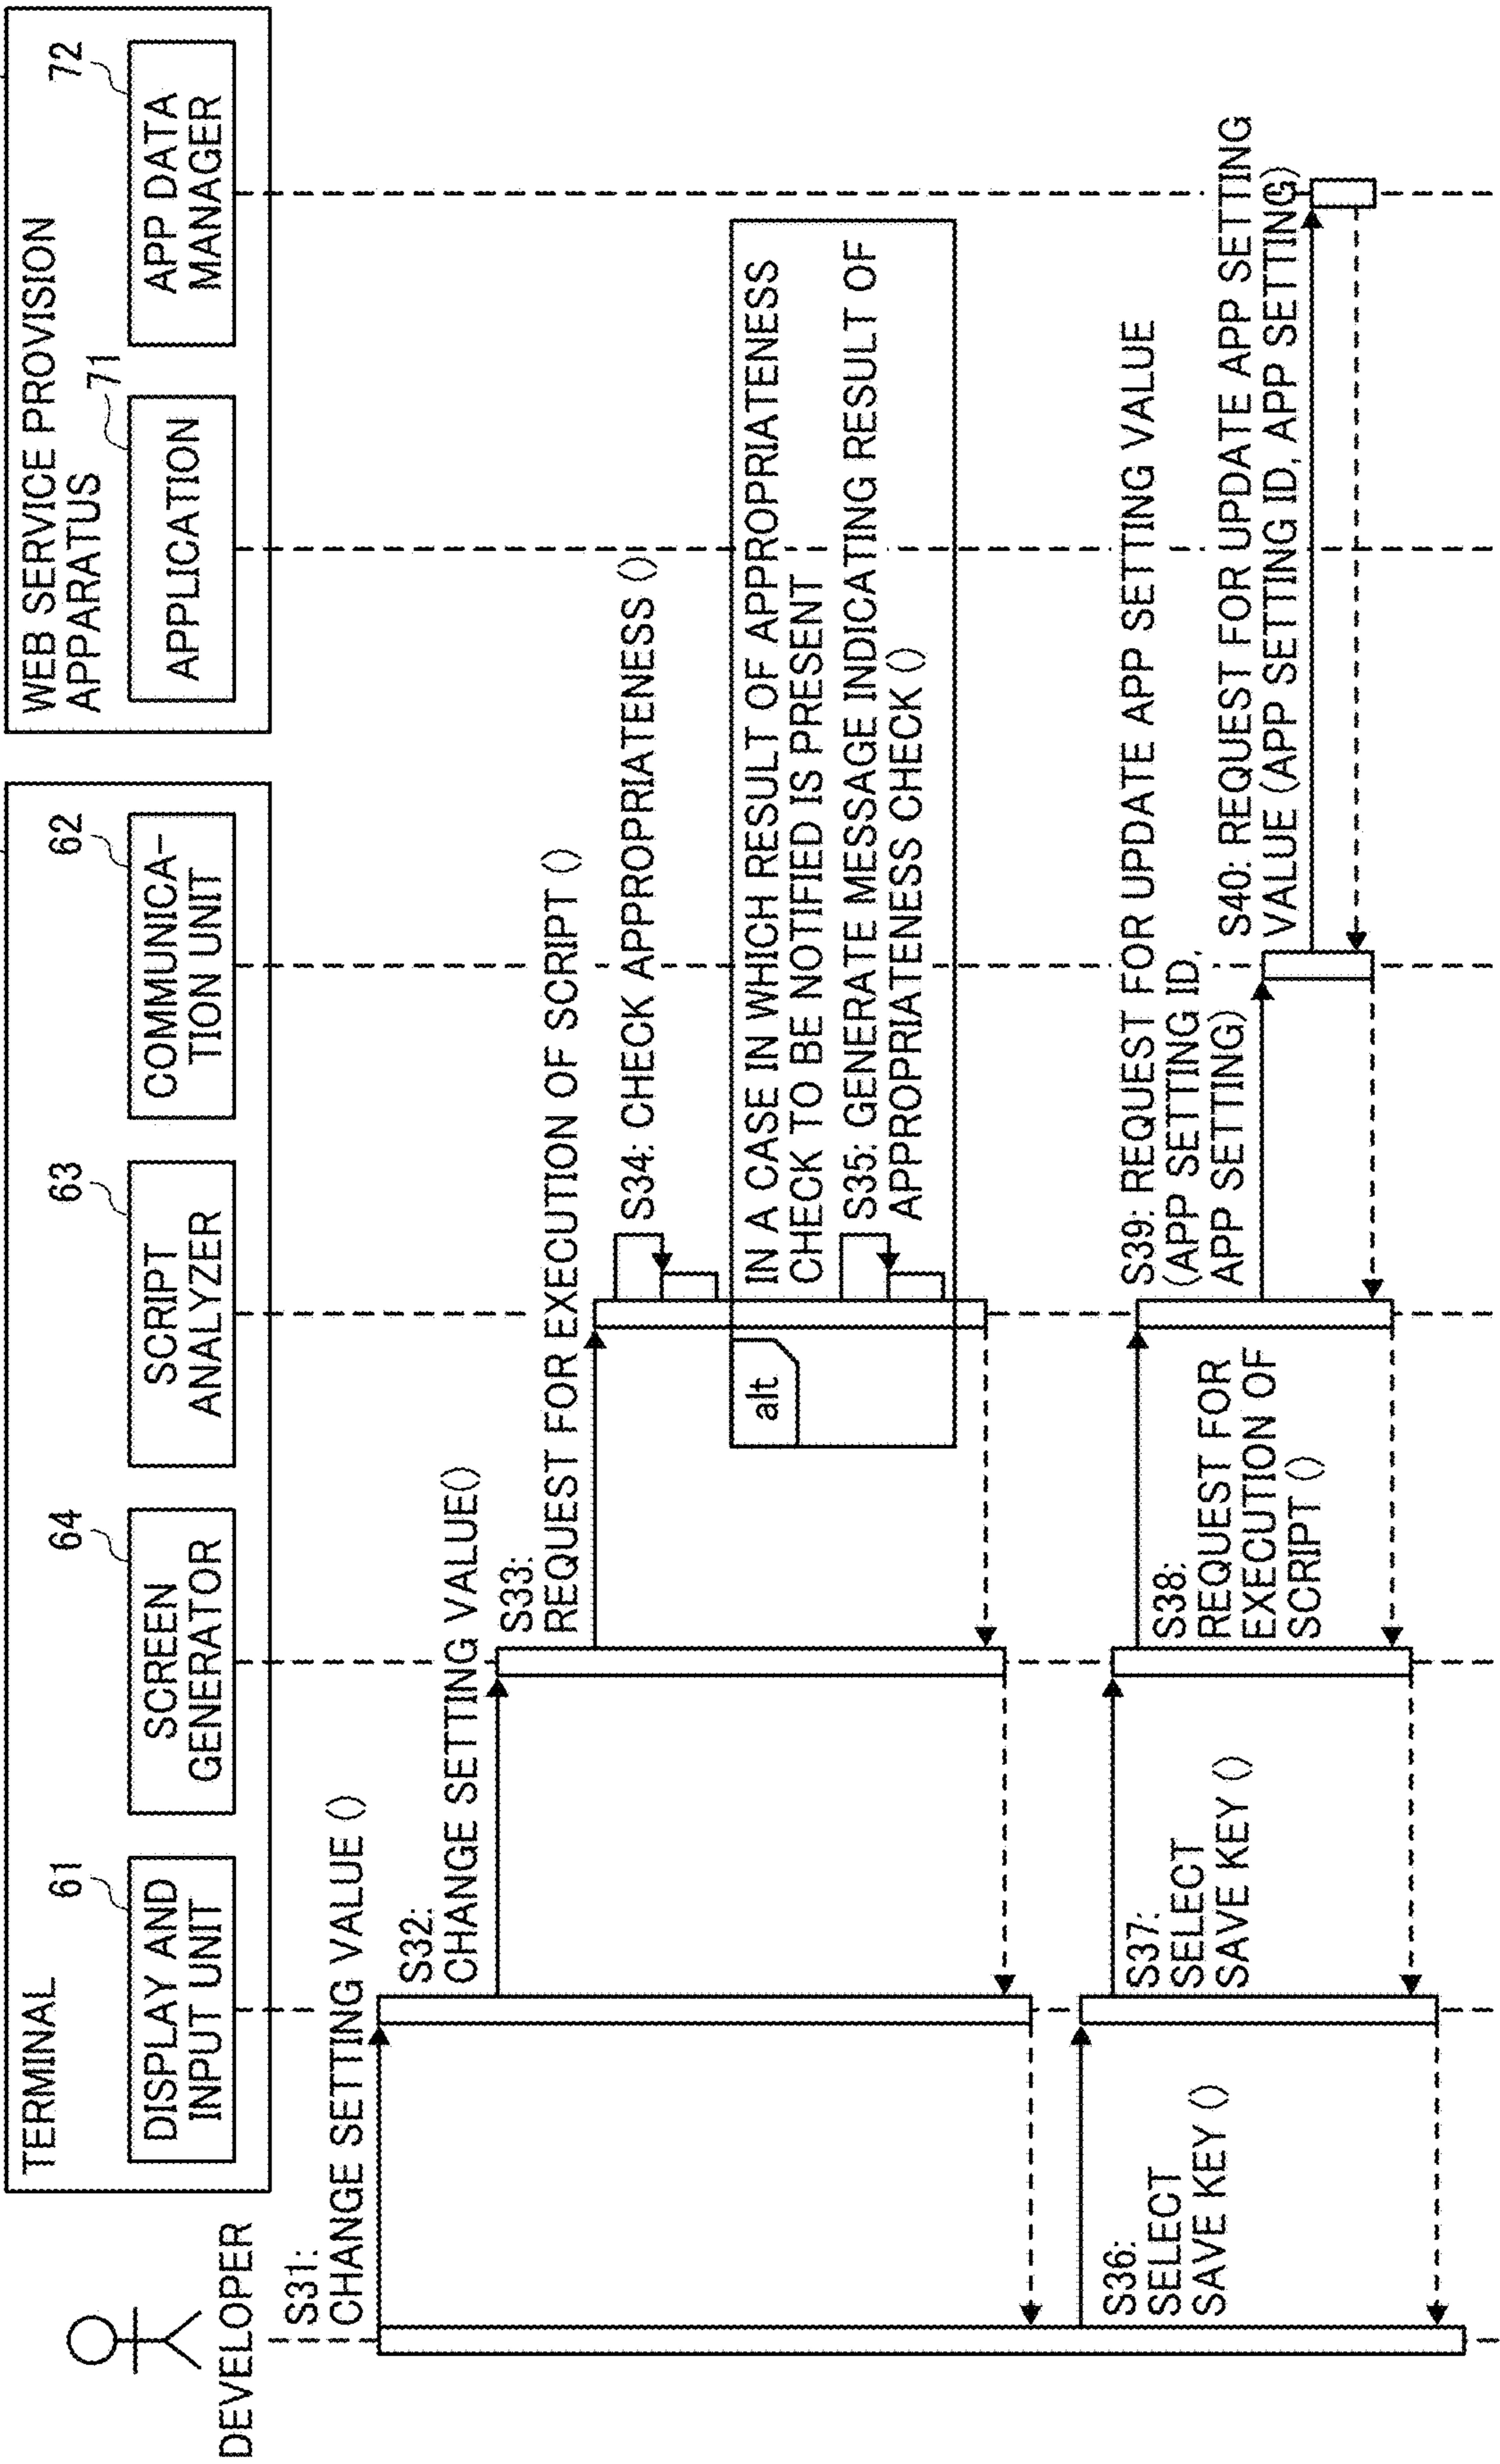 DEVELOPER
TERMINAL
DISPLAY AND
INPUT UNIT
61
SCREEN
GENERATOR
64
SCRIPT
ANALYZER
63
COMMUNICA-
TION UNIT
62
WEB SERVICE PROVISION
APPARATUS
APPLICATION
71
APP DATA
MANAGER
72
S31:
CHANGE SETTING VALUE ()
S32:
CHANGE SETTING VALUE()
S33:
REQUEST FOR EXECUTION OF SCRIPT ()
S34: CHECK APPROPRIATENESS ()
alt
IN A CASE IN WHICH RESULT OF APPROPRIATENESS
CHECK TO BE NOTIFIED IS PRESENT
S35: GENERATE MESSAGE INDICATING RESULT OF
APPROPRIATENESS CHECK ()
S36:
SELECT
SAVE KEY ()
S37:
SELECT
SAVE KEY ()
S38:
REQUEST FOR
EXECUTION OF
SCRIPT ()
S39: REQUEST FOR UPDATE APP SETTING VALUE
(APP SETTING ID,
APP SETTING)
S40: REQUEST FOR UPDATE APP SETTING
VALUE (APP SETTING ID, APP SETTING)